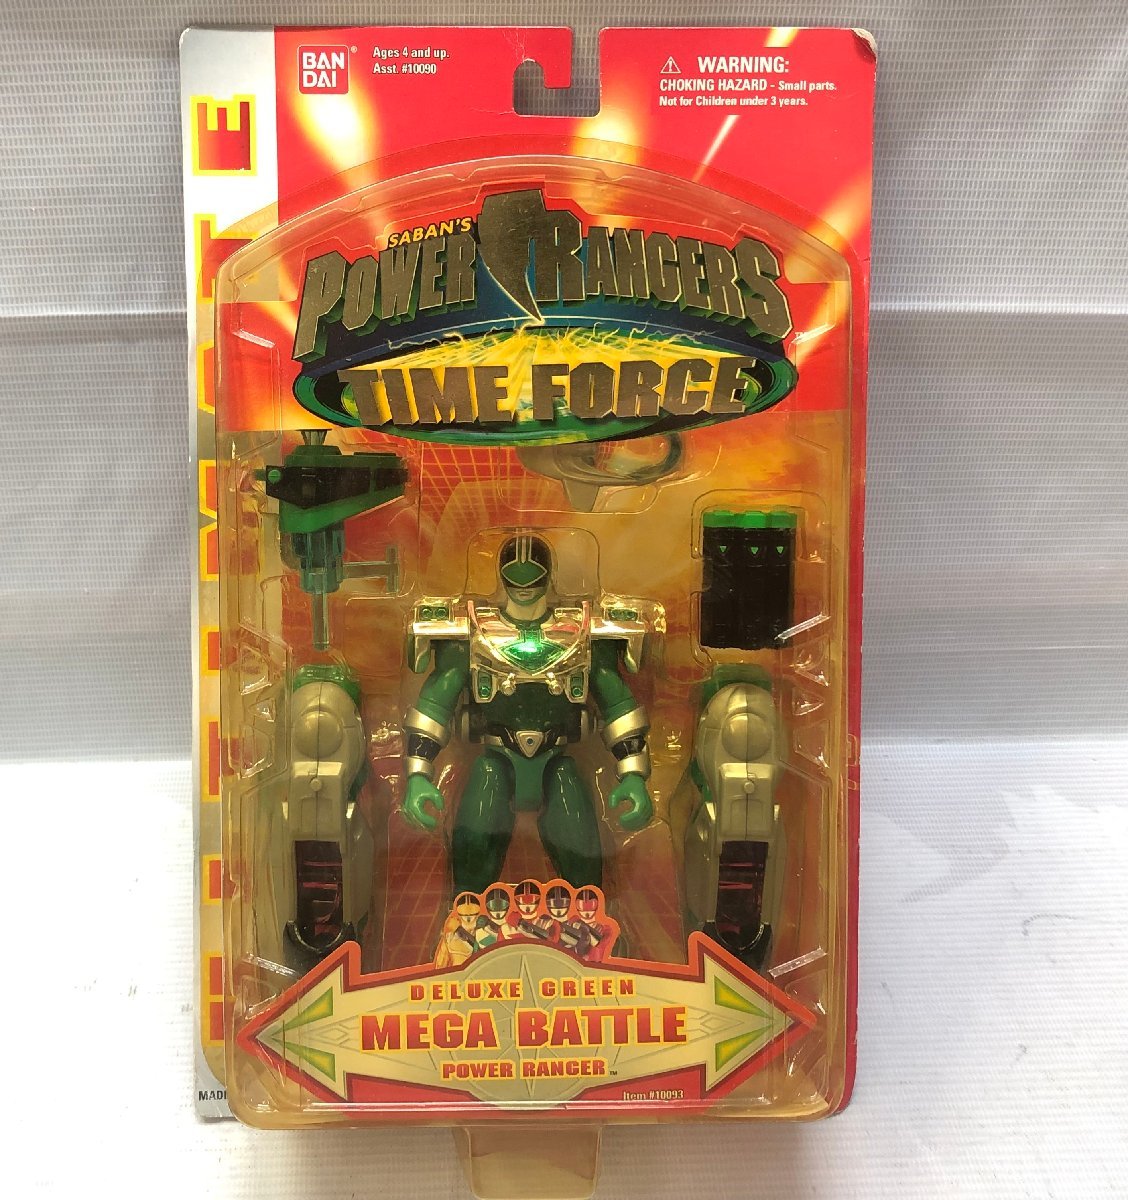 BAN
DAI
®
Ages 4 and up.
Asst. #10090
WARNING:
CHOKING HAZARD - Small parts.
Not for Children under 3 years.
SABAN'S
POWER RANGERS
TIME FORCE
DELUXE GREEN
MEGA BATTLE
POWER RANGER™
Item #10093
MADE